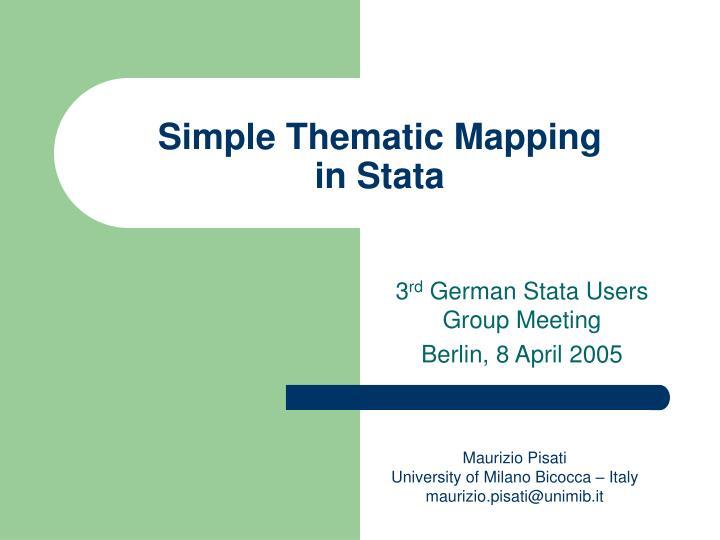 Simple Thematic Mapping
in Stata
3rd German Stata Users
Group Meeting
Berlin, 8 April 2005
Maurizio Pisati
University of Milano Bicocca – Italy
maurizio.pisati@unimib.it